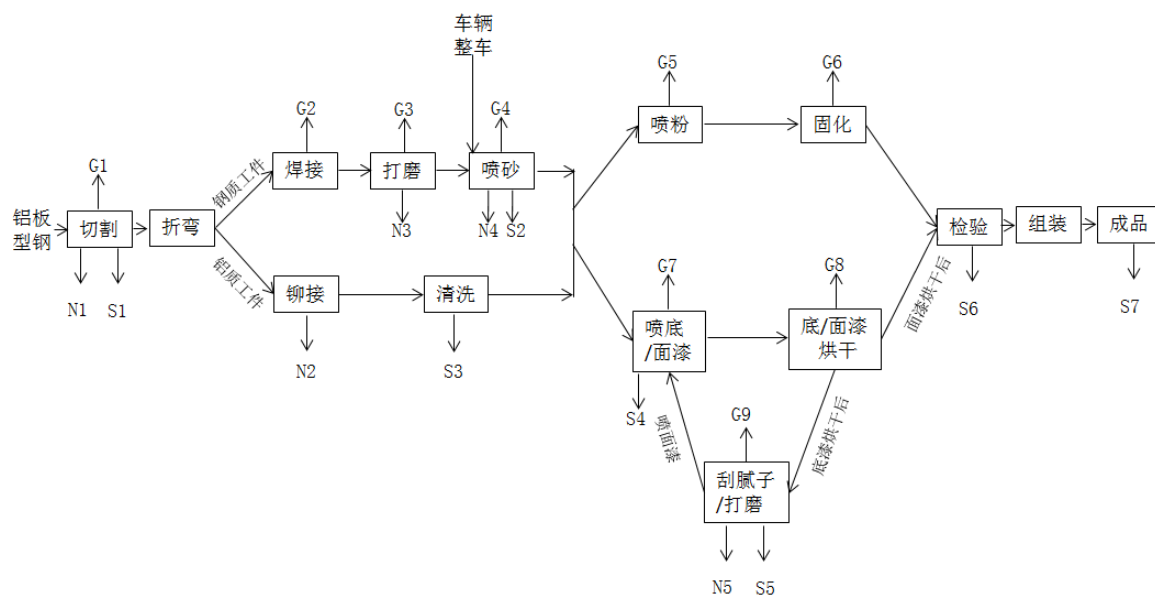 车辆
整车
G5
G6
G2
G3
G4
喷粉
固化
钢质工件
焊接
打磨
喷砂
G1
铝板
型钢
切割
折弯
N3
N4
S2
检验
组装
成品
铝质工件
铆接
清洗
G7
G8
N1
S1
喷底
/面漆
底/面漆
烘干
面漆烘干后
S6
S7
N2
S3
S4
喷面漆
G9
底漆烘干后
刮腻子
/打磨
N5
S5